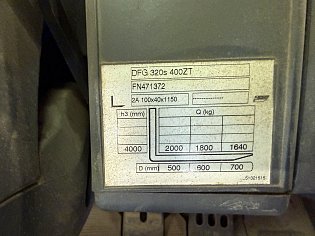 DFG 320s 400ZT
FN471372
2A 100x40x1150
L
h3 (mm) Q (kg)
4000 2000 1800 1640
D (mm) 500 600 700